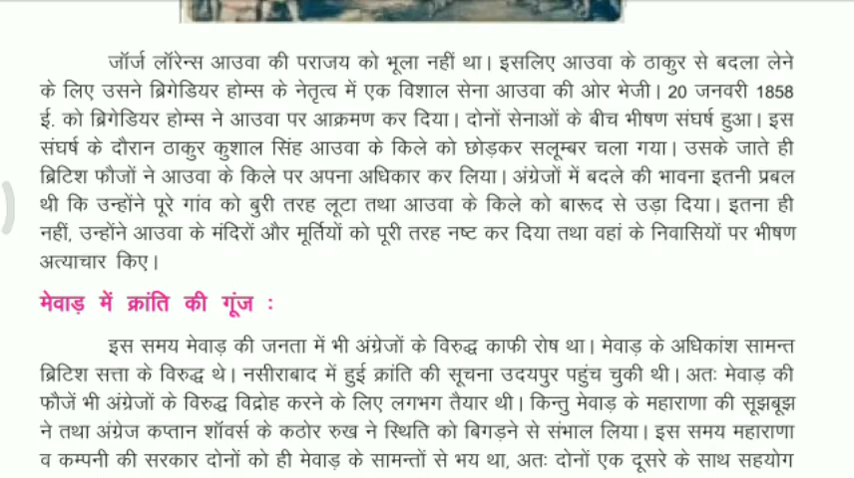 जॉर्ज लॉरेन्स आउवा की पराजय को भूला नहीं था। इसलिए आउवा के ठाकुर से बदला लेने
के लिए उसने ब्रिगेडियर होम्स के नेतृत्व में एक विशाल सेना आउवा की ओर भेजी। 20 जनवरी 1858
ई. को ब्रिगेडियर होम्स ने आउवा पर आक्रमण कर दिया। दोनों सेनाओं के बीच भीषण संघर्ष हुआ। इस
संघर्ष के दौरान ठाकुर कुशाल सिंह आउवा के किले को छोड़कर सलूम्बर चला गया। उसके जाते ही
ब्रिटिश फौजों ने आउवा के किले पर अपना अधिकार कर लिया। अंग्रेजों में बदले की भावना इतनी प्रबल
थी कि उन्होंने पूरे गांव को बुरी तरह लूटा तथा आउवा के किले को बारूद से उड़ा दिया। इतना ही
नहीं, उन्होंने आउवा के मंदिरों और मूर्तियों को पूरी तरह नष्ट कर दिया तथा वहां के निवासियों पर भीषण
अत्याचार किए।
मेवाड़ में क्रांति की गूंज :
इस समय मेवाड़ की जनता में भी अंग्रेजों के विरुद्ध काफी रोष था। मेवाड़ के अधिकांश सामन्त
ब्रिटिश सत्ता के विरुद्ध थे। नसीराबाद में हुई क्रांति की सूचना उदयपुर पहुंच चुकी थी। अतः मेवाड़ की
फौजें भी अंग्रेजों के विरुद्ध विद्रोह करने के लिए लगभग तैयार थी। किन्तु मेवाड़ के महाराणा की सूझबूझ
ने तथा अंग्रेज कप्तान शॉवर्स के कठोर रुख ने स्थिति को बिगड़ने से संभाल लिया। इस समय महाराणा
व कम्पनी की सरकार दोनों को ही मेवाड़ के सामन्तों से भय था, अतः दोनों एक दूसरे के साथ सहयोग